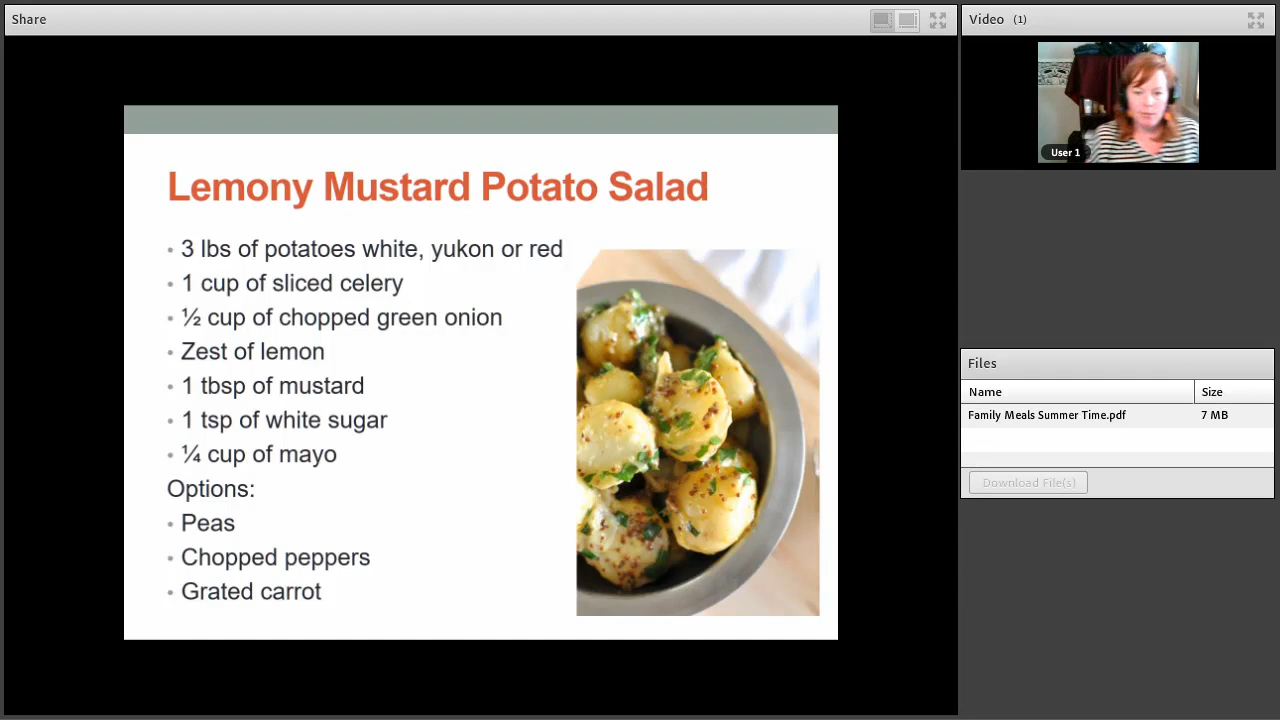 Share
Video (1)
User 1
Lemony Mustard Potato Salad
• 3 lbs of potatoes white, yukon or red
• 1 cup of sliced celery
• ½ cup of chopped green onion
• Zest of lemon
• 1 tbsp of mustard
• 1 tsp of white sugar
• ¼ cup of mayo
Options:
• Peas
• Chopped peppers
• Grated carrot
Files
Name Size
Family Meals Summer Time.pdf 7 MB
Download File(s)